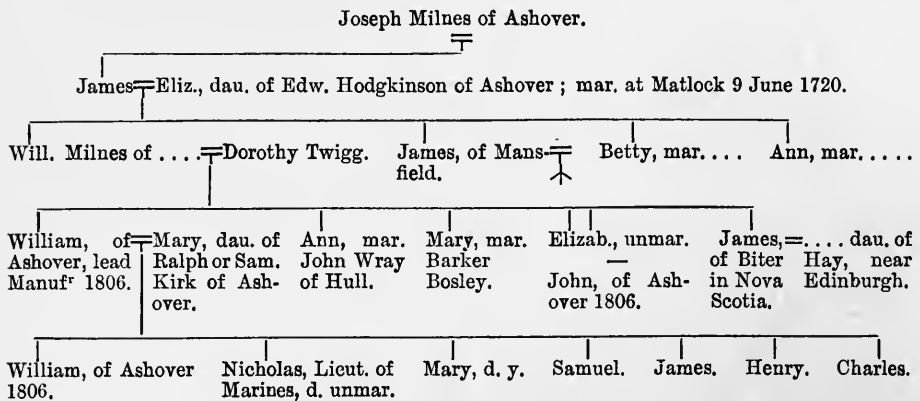 Joseph Milnes of Ashover.
James = Eliz., dau. of Edw. Hodgkinson of Ashover ; mar. at Matlock 9 June 1720.
Will. Milnes of .... = Dorothy Twigg.
James, of Mans-
field.
Betty, mar. ....
Ann, mar. .....
William, of
Ashover, lead
Manufʳ 1806.
= Mary, dau. of
Ralph or Sam.
Kirk of Ash-
over.
Ann, mar.
John Wray
of Hull.
Mary, mar.
Barker
Bosley.
Elizab., unmar.
—
John, of Ash-
over 1806.
James,
of Biter
in Nova
Scotia.
= .... dau. of
Hay, near
Edinburgh.
William, of Ashover
1806.
Nicholas, Lieut. of
Marines, d. unmar.
Mary, d. y.
Samuel.
James.
Henry.
Charles.